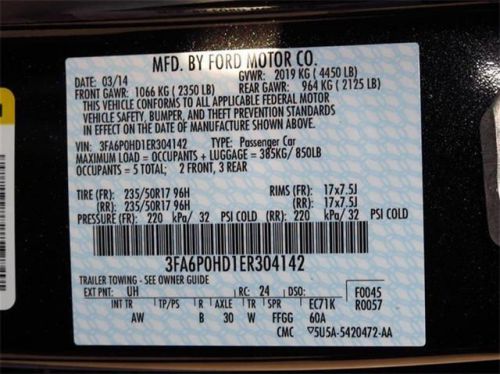 MFD. BY FORD MOTOR CO.
DATE: 03/14 GVWR: 2019 KG ( 4450 LB)
FRONT GAWR: 1066 KG ( 2350 LB) REAR GAWR: 964 KG ( 2125 LB)
THIS VEHICLE CONFORMS TO ALL APPLICABLE FEDERAL MOTOR
VEHICLE SAFETY, BUMPER, AND THEFT PREVENTION STANDARDS
IN EFFECT ON THE DATE OF MANUFACTURE SHOWN ABOVE.
VIN: 3FA6P0HD1ER304142 TYPE: Passenger Car
MAXIMUM LOAD = OCCUPANTS + LUGGAGE = 385KG/ 850LB
OCCUPANTS = 5 TOTAL; 2 FRONT, 3 REAR
TIRE (FR): 235/50R17 96H RIMS (FR): 17x7.5J
(RR): 235/50R17 96H (RR): 17x7.5J
PRESSURE (FR): 220 kPa/ 32 PSI COLD (RR): 220 kPa/ 32 PSI COLD
3FA6P0HD1ER304142
TRAILER TOWING - SEE OWNER GUIDE
EXT PNT: UH RC: 24 DSO: F0045
INT TR TP/PS R AXLE TR SPR EC71K R0057
AW B 30 W FFGG 60A
CMC ▽5U5A-5420472-AA